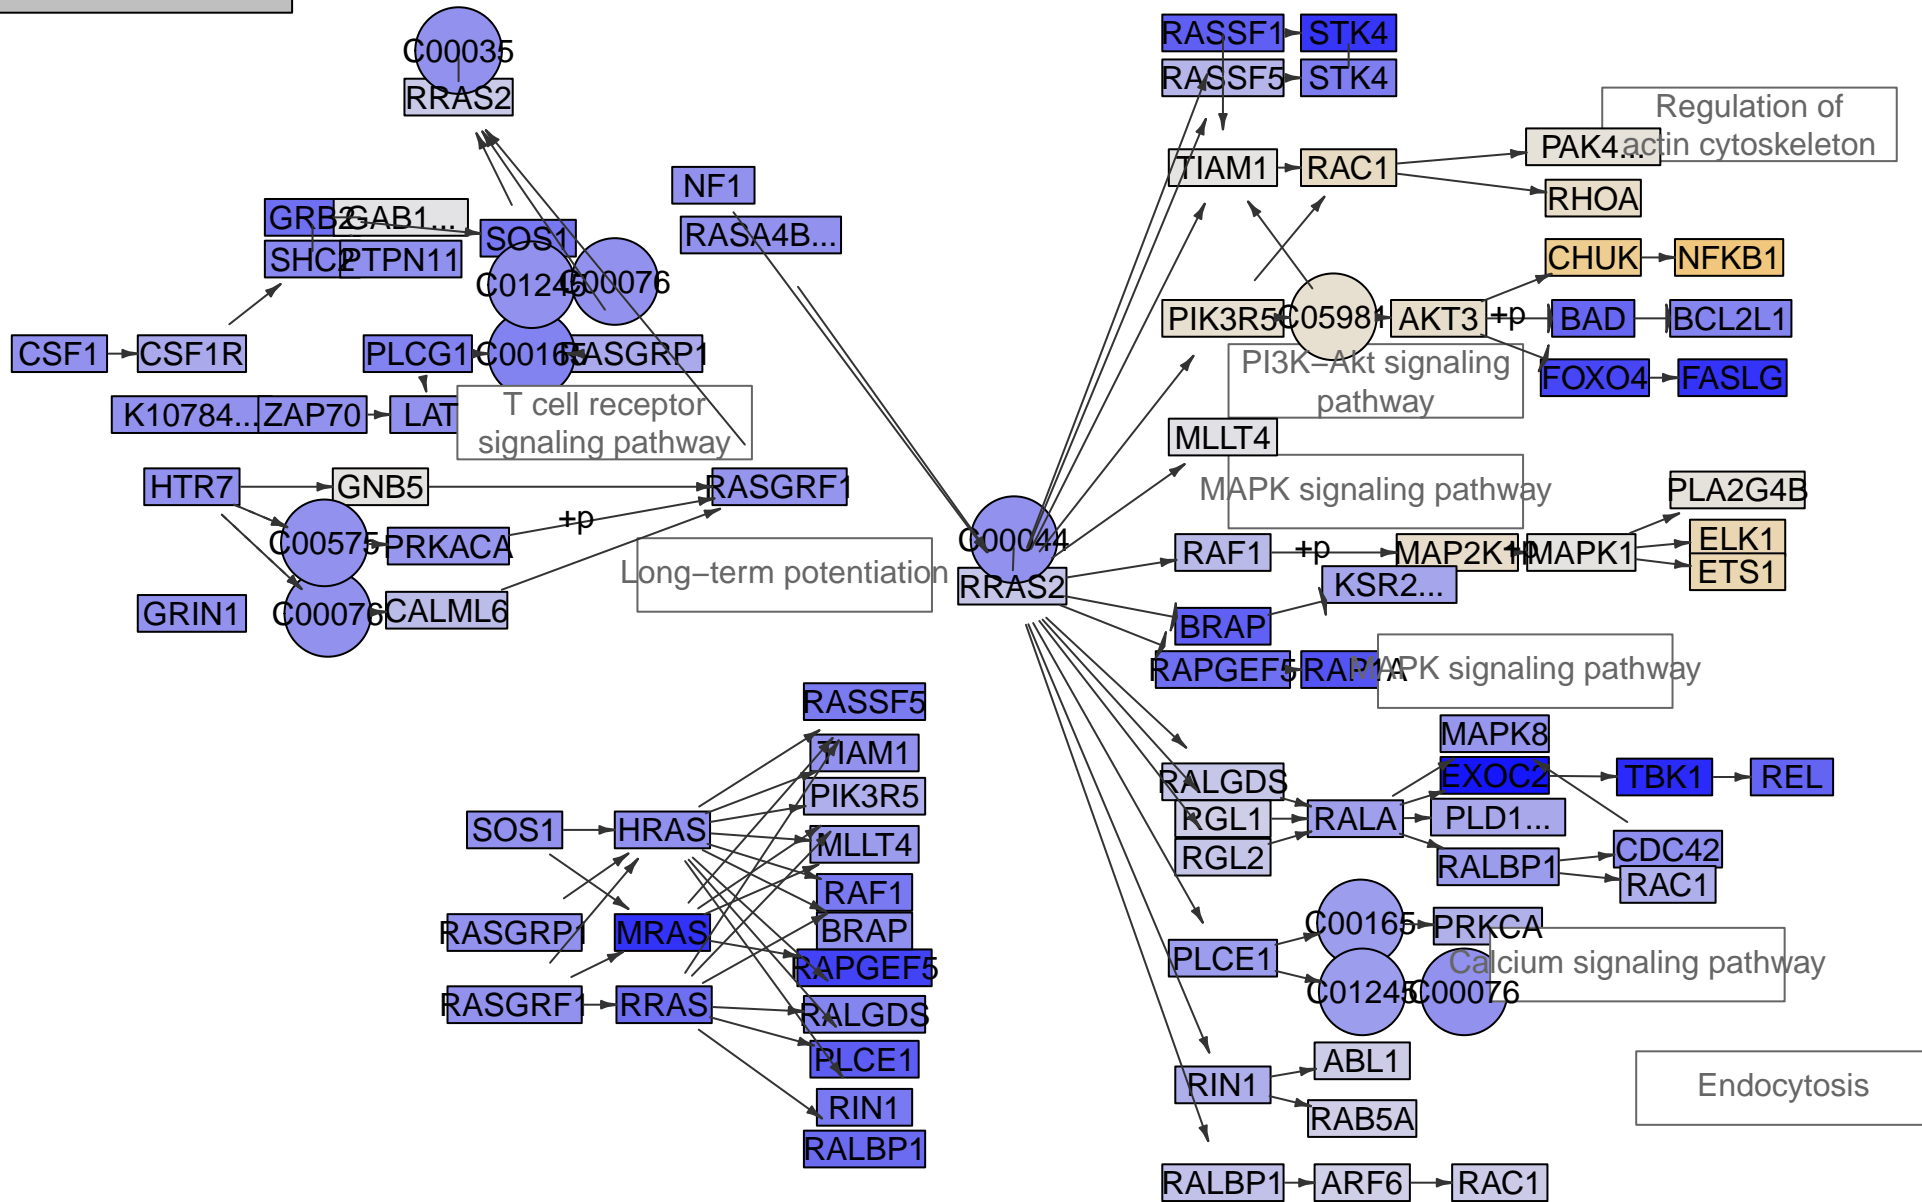 C00035
RRAS2
NF1
RASA4B...
GRB2
GAB1...
SOS1
SHC2
PTPN11
C01245
C00076
CSF1
CSF1R
PLCG1
C00165
RASGRP1
K10784...
ZAP70
LAT
T cell receptor
signaling pathway
HTR7
GNB5
RASGRF1
C00575
PRKACA
+p
GRIN1
C00076
CALML6
Long−term potentiation
C00044
RRAS2
RASSF1
STK4
RASSF5
STK4
Regulation of
actin cytoskeleton
PAK4...
TIAM1
RAC1
RHOA
CHUK
NFKB1
PIK3R5
C05981
AKT3
+p
BAD
BCL2L1
FOXO4
FASLG
PI3K−Akt signaling
pathway
MLLT4
MAPK signaling pathway
PLA2G4B
RAF1
+p
MAP2K1
+p
MAPK1
ELK1
ETS1
KSR2...
BRAP
RAPGEF5
RAP1A
MAPK signaling pathway
MAPK8
RALGDS
EXOC2
TBK1
REL
RGL1
RALA
PLD1...
RGL2
RALBP1
CDC42
RAC1
C00165
PRKCA
PLCE1
Calcium signaling pathway
C01245
C00076
ABL1
RIN1
RAB5A
Endocytosis
RALBP1
ARF6
RAC1
RASSF5
TIAM1
PIK3R5
SOS1
HRAS
MLLT4
RAF1
RASGRP1
MRAS
BRAP
RAPGEF5
RASGRF1
RRAS
RALGDS
PLCE1
RIN1
RALBP1